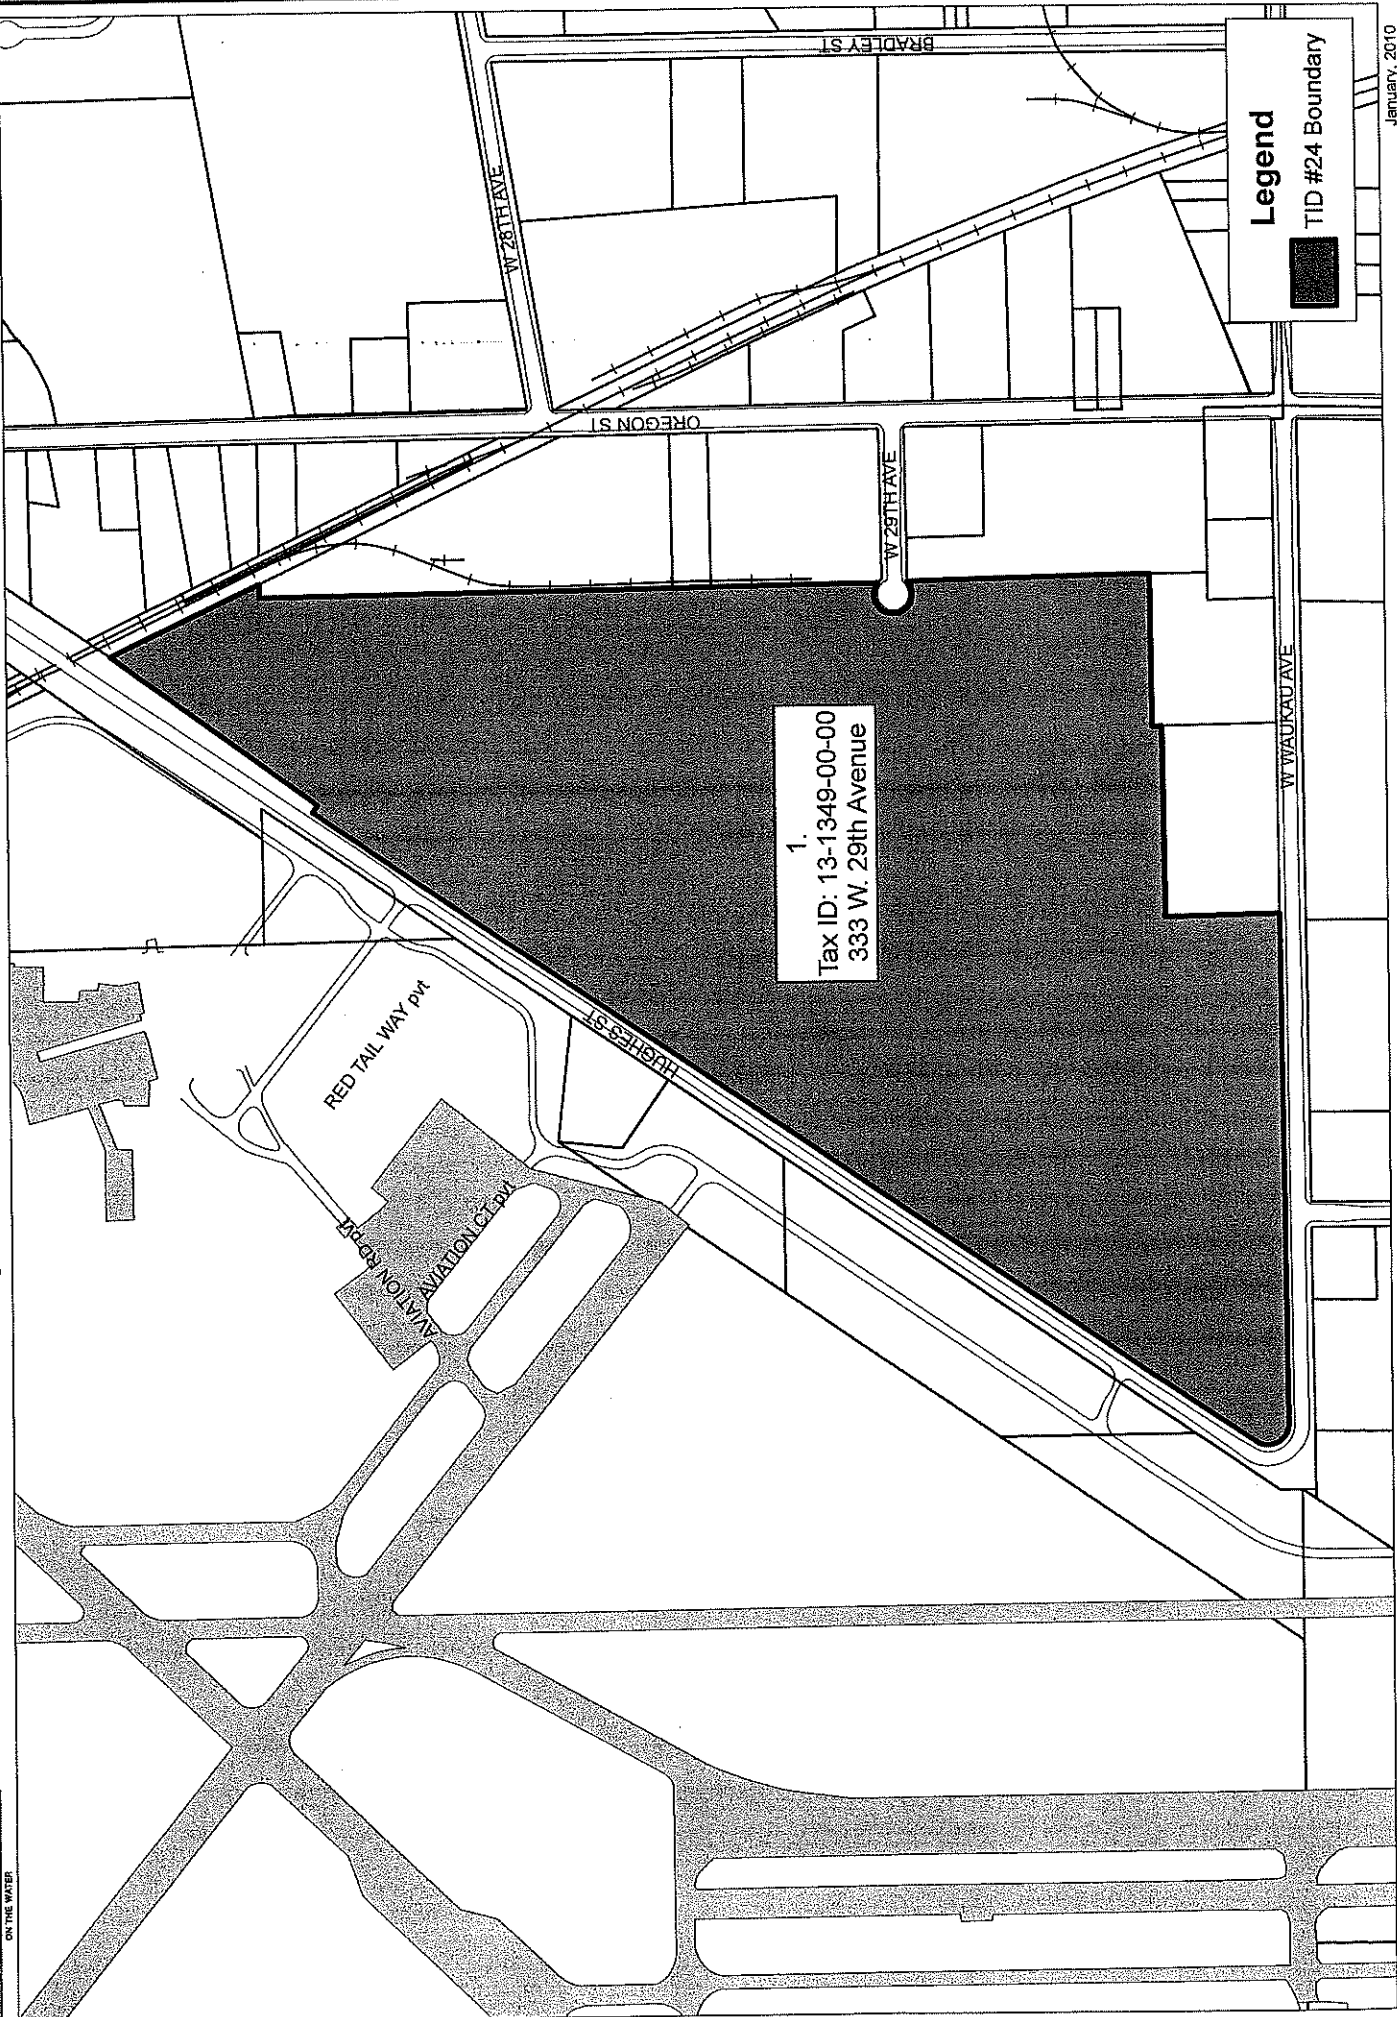 ON THE WATER
RED TAIL WAY pvt
AVIATION RD pvt
AVIATION CT pvt
HUGHES ST
W 28TH AVE
BRADLEY ST
OREGON ST
W 29TH AVE
1.
Tax ID: 13-1349-00-00
333 W. 29th Avenue
W WAUKAU AVE
Legend
TID #24 Boundary
January, 2010